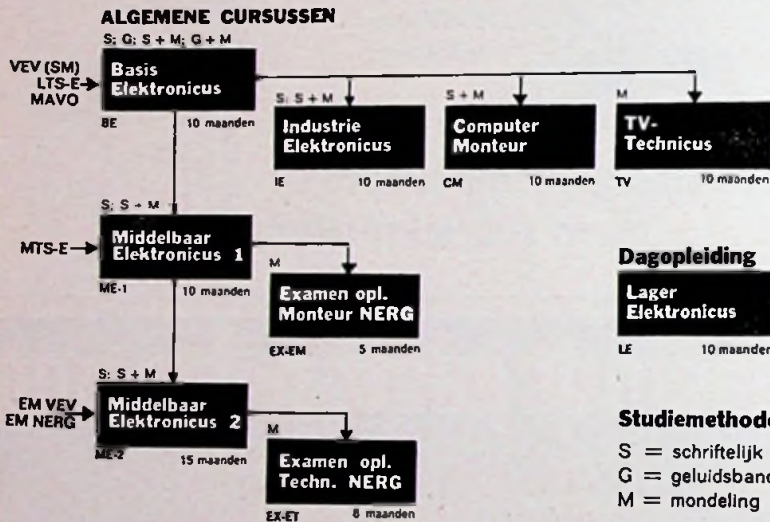 ALGEMENE CURSUSSEN
S; G; S + M; G + M
VEV (SM)
LTS-E
MAVO
Basis
Elektronicus
BE 10 maanden
S; S + M
Industrie
Elektronicus
IE 10 maanden
S + M
Computer
Monteur
CM 10 maanden
M
TV-
Technicus
TV 10 maanden
S; S + M
MTS-E
Middelbaar
Elektronicus 1
ME-1 10 maanden
M
Examen opl.
Monteur NERG
EX-EM 5 maanden
Dagopleiding
Lager
Elektronicus
LE 10 maanden
S: S + M
EM VEV
EM NERG
Middelbaar
Elektronicus 2
ME-2 15 maanden
M
Examen opl.
Techn. NERG
EX-ET 8 maanden
Studiemethode
S = schriftelijk
G = geluidsband
M = mondeling